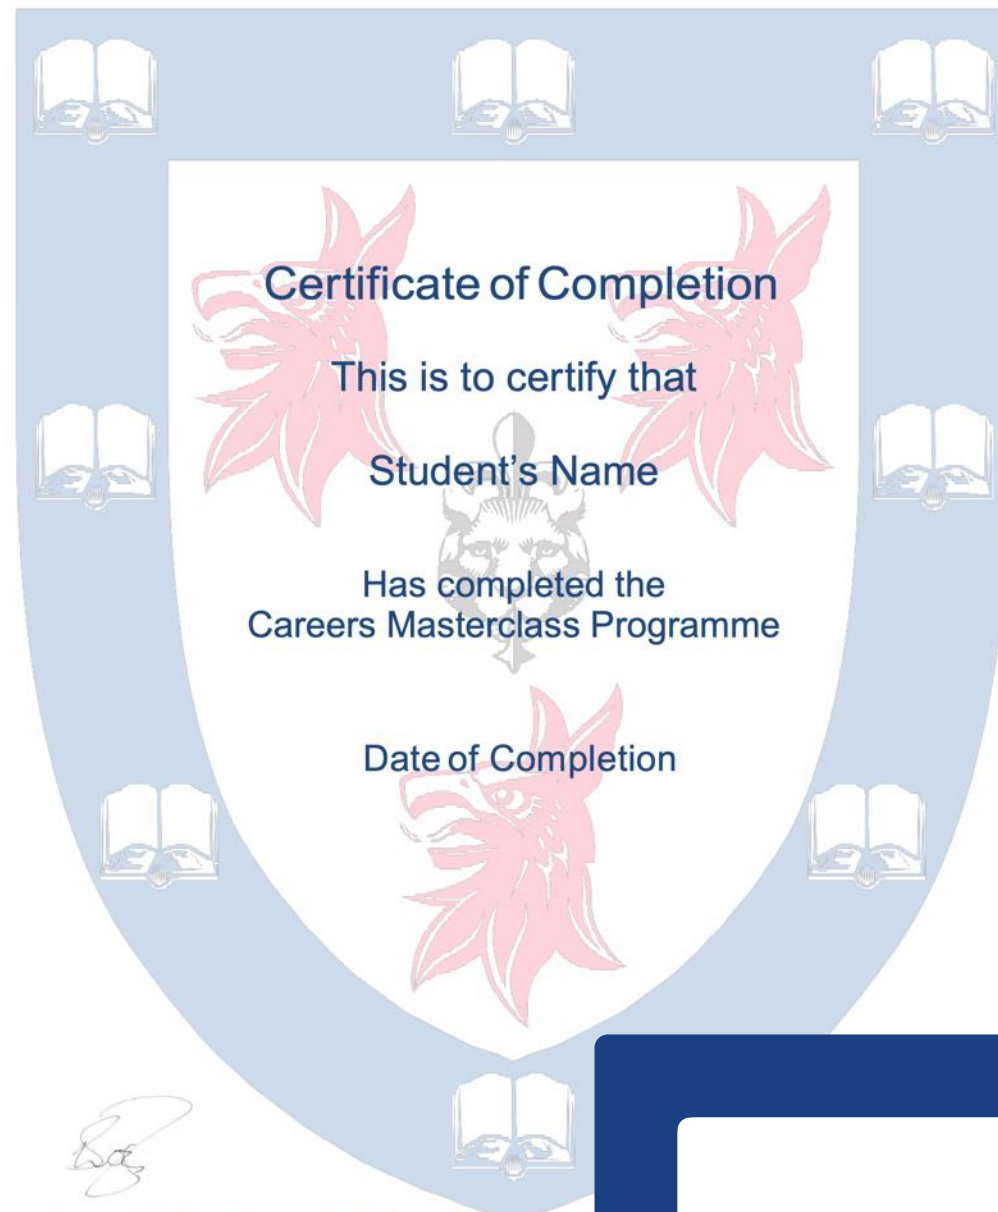 Certificate of Completion
This is to certify that
Student's Name
Has completed the
Careers Masterclass Programme
Date of Completion